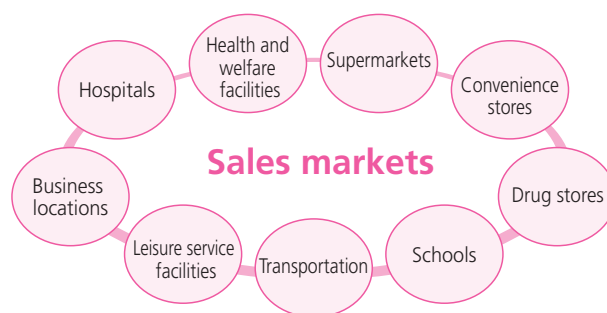 Health and
welfare
facilities
Supermarkets
Hospitals
Convenience
stores
Sales markets
Business
locations
Drug stores
Leisure service
facilities
Transportation
Schools